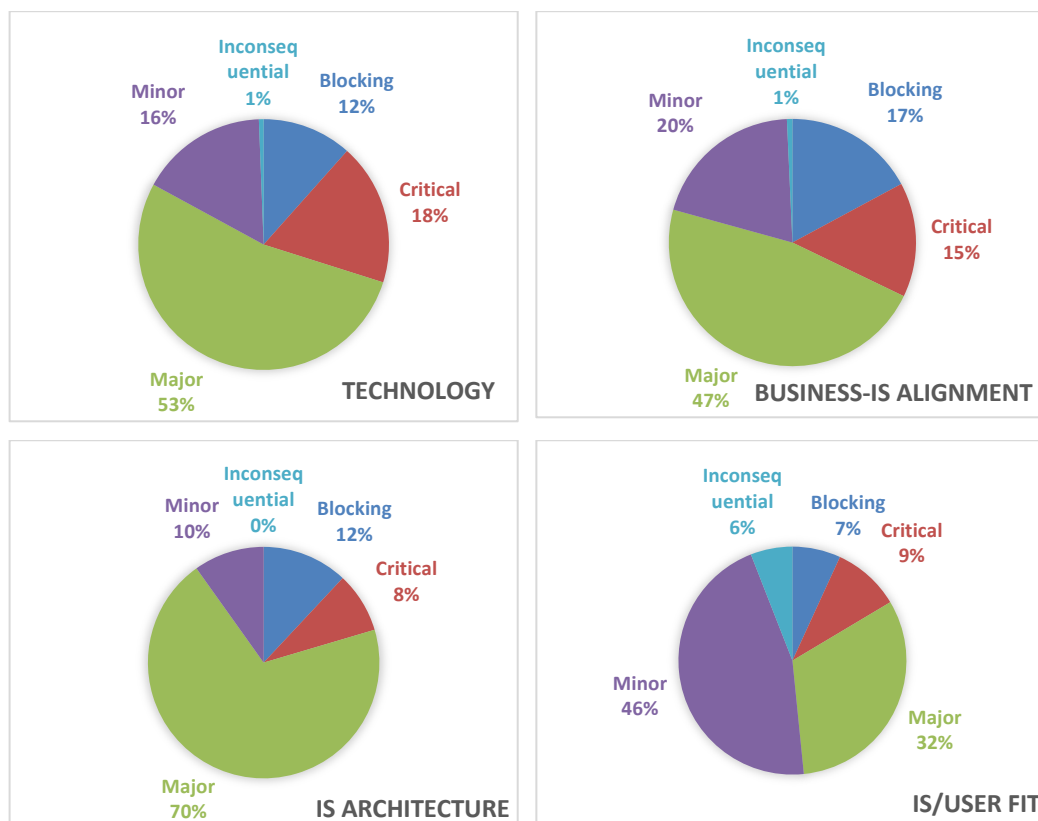 Inconseq
uential
1%
Blocking
12%
Minor
16%
Critical
18%
Major
53%
TECHNOLOGY
Inconseq
uential
1%
Blocking
17%
Minor
20%
Critical
15%
Major
47%
BUSINESS-IS ALIGNMENT
Inconseq
uential
0%
Blocking
12%
Minor
10%
Critical
8%
Major
70%
IS ARCHITECTURE
Inconseq
uential
6%
Blocking
7%
Critical
9%
Minor
46%
Major
32%
IS/USER FIT